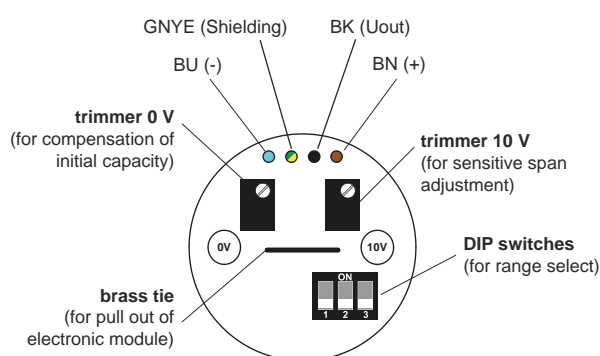 GNYE (Shielding)
BK (Uout)
BU (-)
BN (+)
trimmer 0 V
(for compensation of
initial capacity)
trimmer 10 V
(for sensitive span
adjustment)
0V
10V
DIP switches
(for range select)
ON
1 2 3
brass tie
(for pull out of
electronic module)